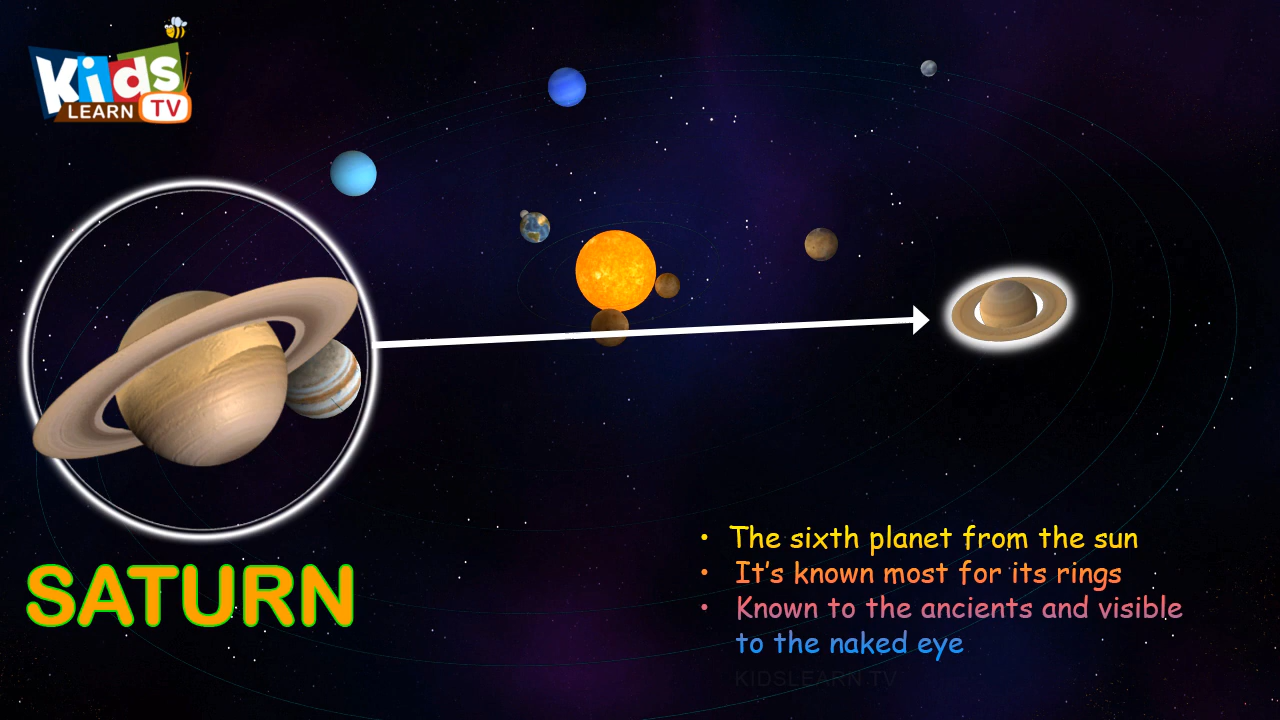 Kids
LEARN TV
SATURN
• The sixth planet from the sun
• It's known most for its rings
• Known to the ancients and visible
to the naked eye
KIDSLEARN.TV